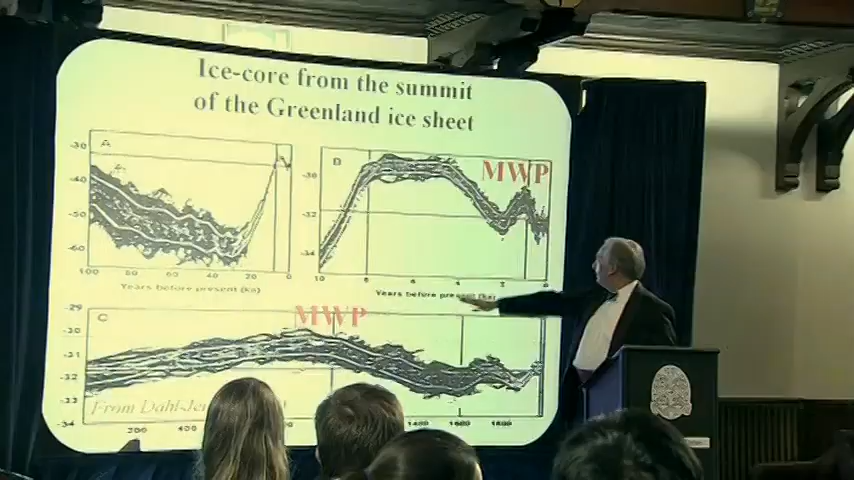 Ice-core from the summit
of the Greenland ice sheet
A
B
MWP
-30
-40
-50
-60
-30
-32
-34
100 80 60 40 20 0
10 8 6 4 2 0
Years before present (ka)
Years before present (ka)
MWP
C
-29
-30
-31
-32
-33
-34
From Dahl-Je
200 1400 1600 1800